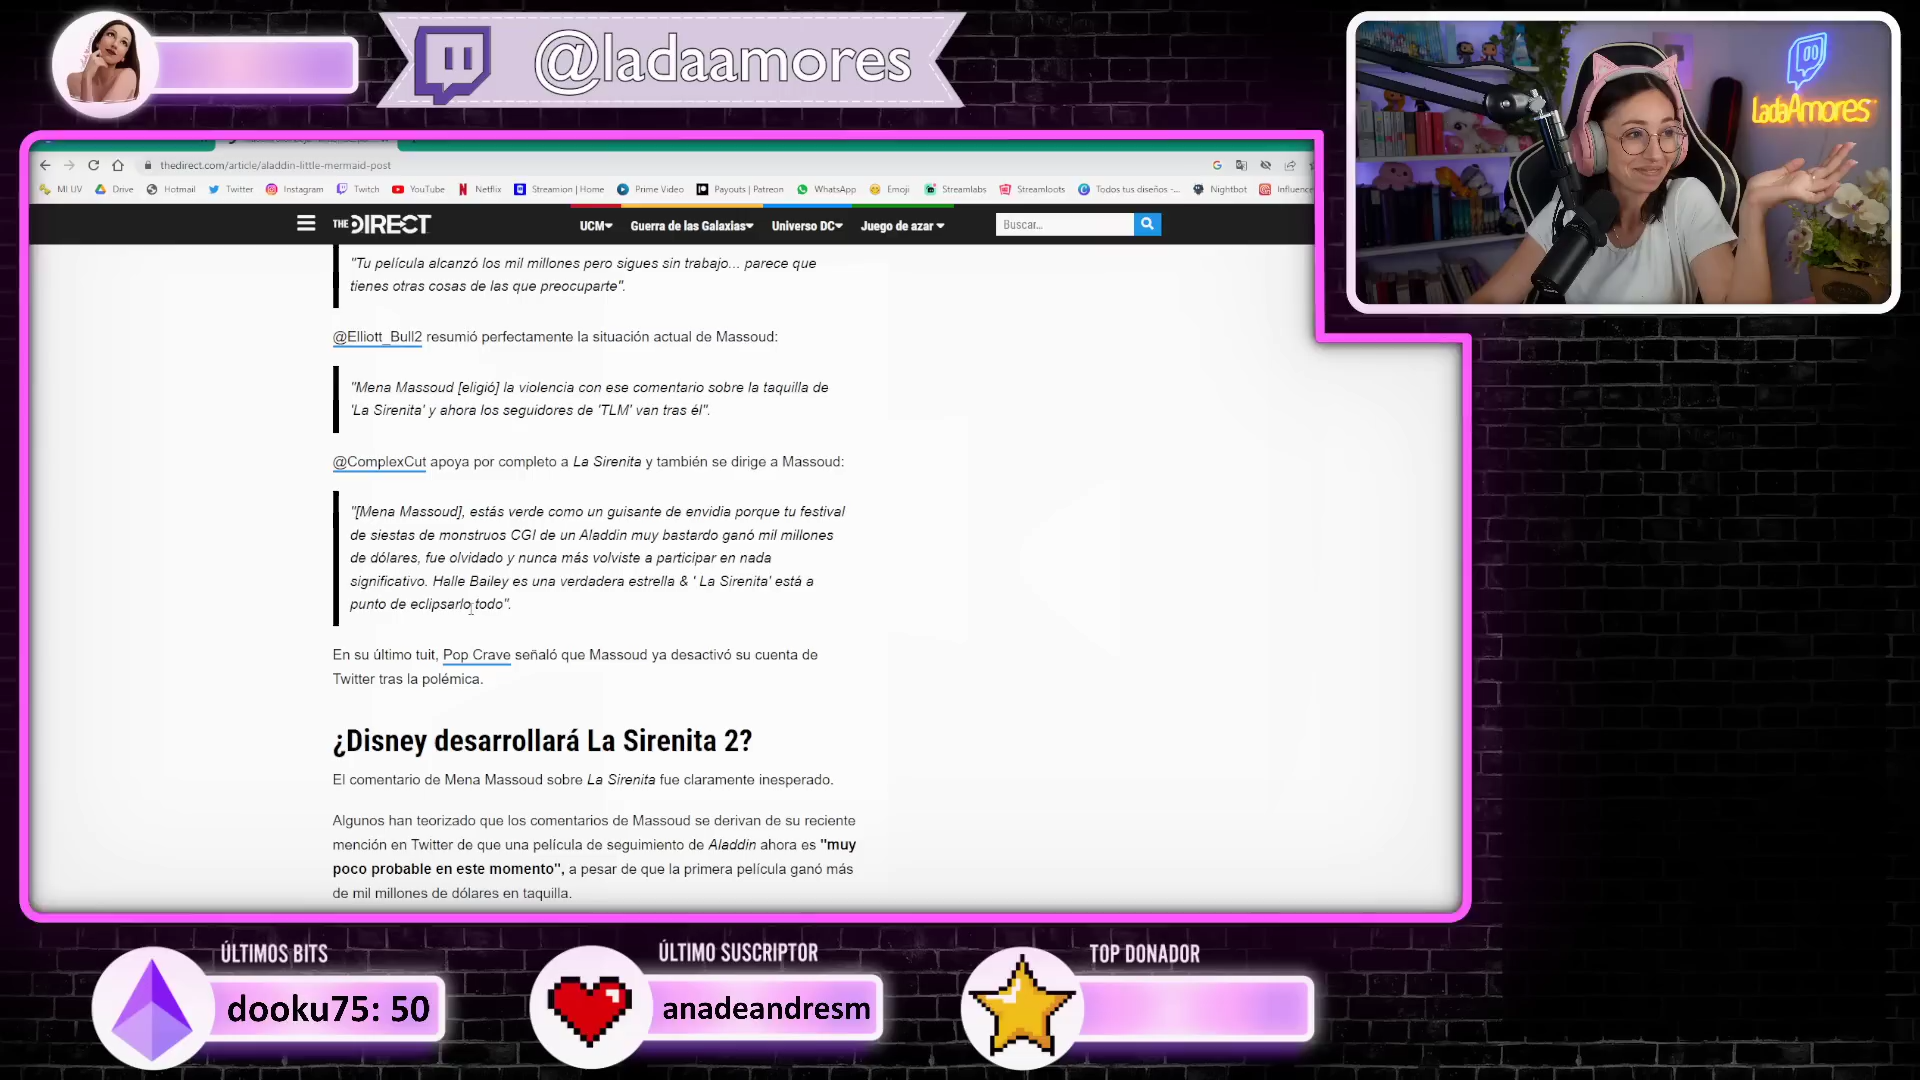 @ladaamores
LadaAmores
thedirect.com/article/aladdin-little-mermaid-post
MI UV Drive Hotmail Twitter Instagram Twitch YouTube Netflix Streamion | Home Prime Video Payouts | Patreon WhatsApp Emoji Streamlabs Streamloots Todos tus diseños -... Nightbot Influence
THE DIRECT UCM Guerra de las Galaxias Universo DC Juego de azar Buscar...
"Tu película alcanzó los mil millones pero sigues sin trabajo... parece que
tienes otras cosas de las que preocuparte".
@Elliott_Bull2 resumió perfectamente la situación actual de Massoud:
"Mena Massoud [eligió] la violencia con ese comentario sobre la taquilla de
'La Sirenita' y ahora los seguidores de 'TLM' van tras él".
@ComplexCut apoya por completo a La Sirenita y también se dirige a Massoud:
"[Mena Massoud], estás verde como un guisante de envidia porque tu festival
de siestas de monstruos CGI de un Aladdin muy bastardo ganó mil millones
de dólares, fue olvidado y nunca más volviste a participar en nada
significativo. Halle Bailey es una verdadera estrella & ' La Sirenita' está a
punto de eclipsarlo todo".
En su último tuit, Pop Crave señaló que Massoud ya desactivó su cuenta de
Twitter tras la polémica.
¿Disney desarrollará La Sirenita 2?
El comentario de Mena Massoud sobre La Sirenita fue claramente inesperado.
Algunos han teorizado que los comentarios de Massoud se derivan de su reciente
mención en Twitter de que una película de seguimiento de Aladdin ahora es "muy
poco probable en este momento", a pesar de que la primera película ganó más
de mil millones de dólares en taquilla.
ÚLTIMOS BITS
dooku75: 50
ÚLTIMO SUSCRIPTOR
anadeandresm
TOP DONADOR